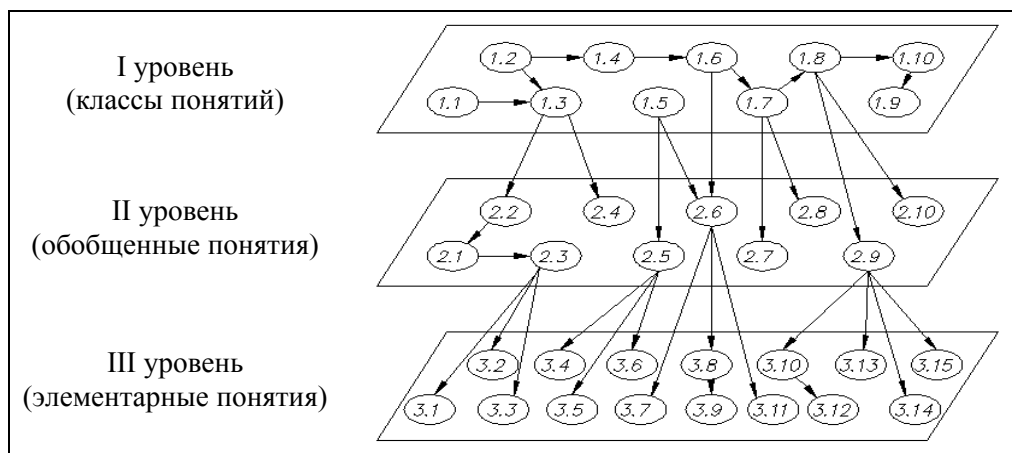 I уровень
(классы понятий)
1.2 1.4 1.6 1.8 1.10
1.1 1.3 1.5 1.7 1.9
II уровень
(обобщенные понятия)
2.2 2.4 2.6 2.8 2.10
2.1 2.3 2.5 2.7 2.9
III уровень
(элементарные понятия)
3.2 3.4 3.6 3.8 3.10 3.13 3.15
3.1 3.3 3.5 3.7 3.9 3.11 3.12 3.14